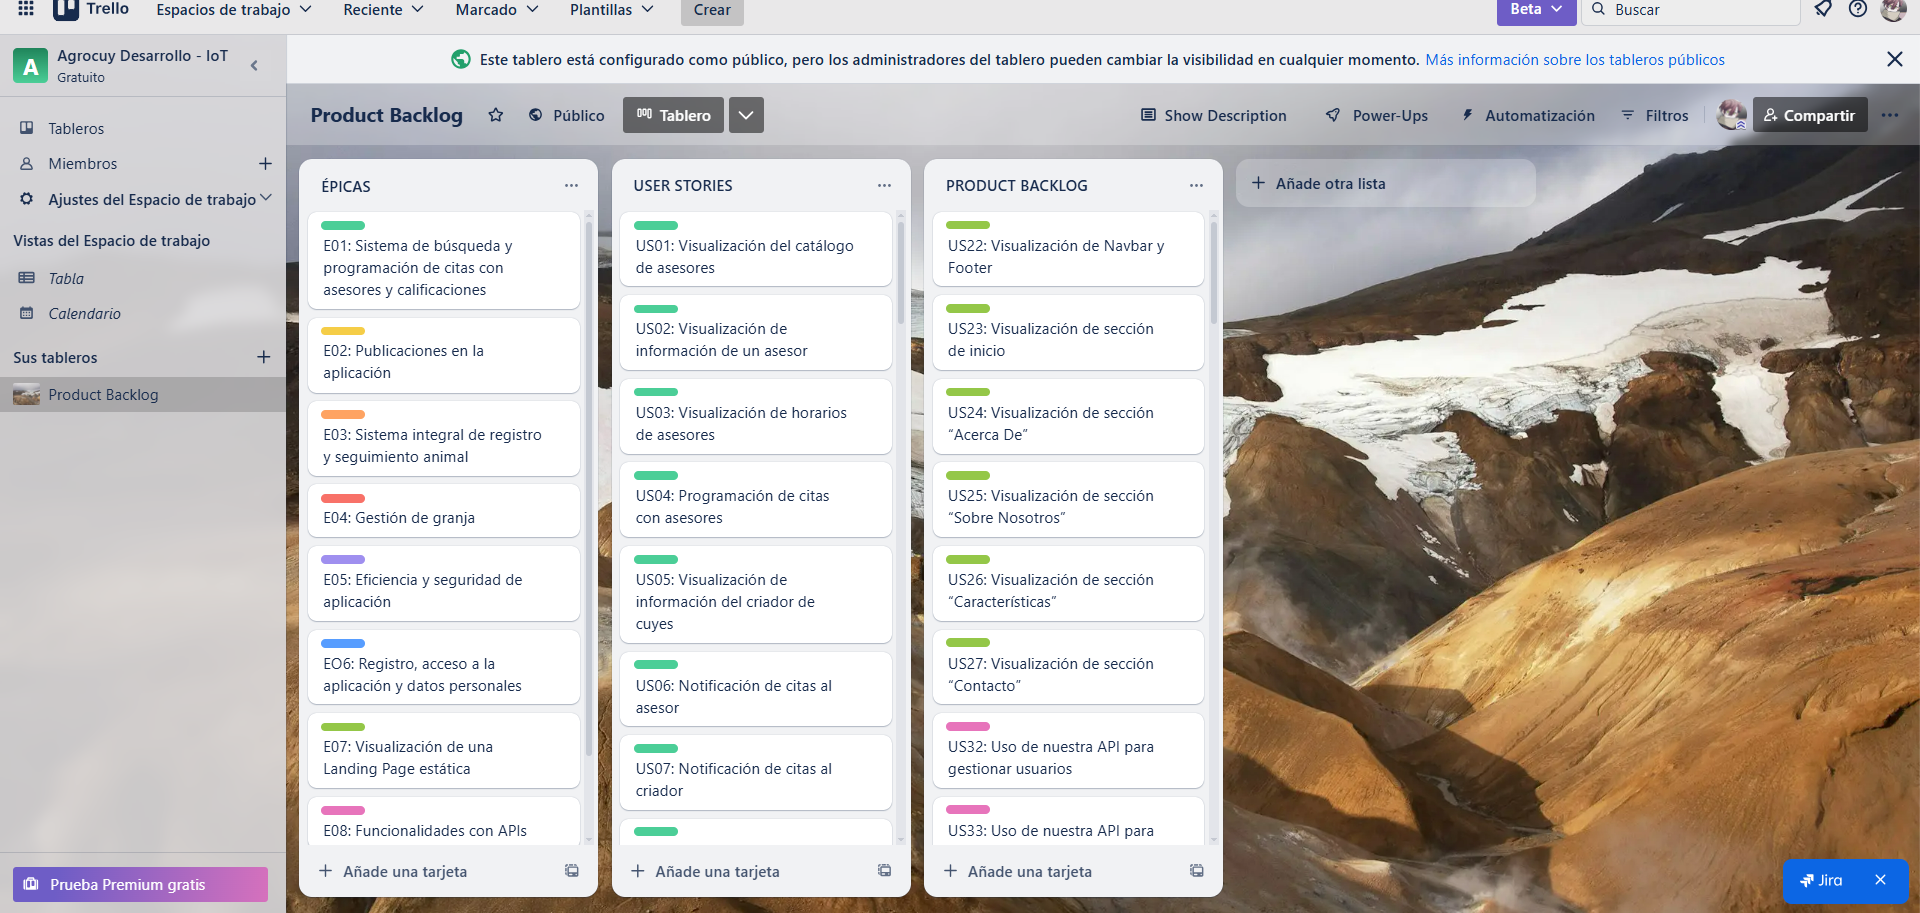 Trello
Espacios de trabajo
Reciente
Marcado
Plantillas
Crear
Beta
Buscar
A
Agrocuy Desarrollo - IoT
Gratuito
Este tablero está configurado como público, pero los administradores del tablero pueden cambiar la visibilidad en cualquier momento. Más información sobre los tableros públicos
Product Backlog
Público
Tablero
Show Description
Power-Ups
Automatización
Filtros
Compartir
Tableros
Miembros
Ajustes del Espacio de trabajo
Vistas del Espacio de trabajo
Tabla
Calendario
Sus tableros
Product Backlog
Prueba Premium gratis
ÉPICAS
E01: Sistema de búsqueda y
programación de citas con
asesores y calificaciones
E02: Publicaciones en la
aplicación
E03: Sistema integral de registro
y seguimiento animal
E04: Gestión de granja
E05: Eficiencia y seguridad de
aplicación
EO6: Registro, acceso a la
aplicación y datos personales
E07: Visualización de una
Landing Page estática
E08: Funcionalidades con APIs
Añade una tarjeta
USER STORIES
US01: Visualización del catálogo
de asesores
US02: Visualización de
información de un asesor
US03: Visualización de horarios
de asesores
US04: Programación de citas
con asesores
US05: Visualización de
información del criador de
cuyes
US06: Notificación de citas al
asesor
US07: Notificación de citas al
criador
Añade una tarjeta
PRODUCT BACKLOG
US22: Visualización de Navbar y
Footer
US23: Visualización de sección
de inicio
US24: Visualización de sección
“Acerca De”
US25: Visualización de sección
“Sobre Nosotros”
US26: Visualización de sección
“Características”
US27: Visualización de sección
“Contacto”
US32: Uso de nuestra API para
gestionar usuarios
US33: Uso de nuestra API para
Añade una tarjeta
Añade otra lista
Jira